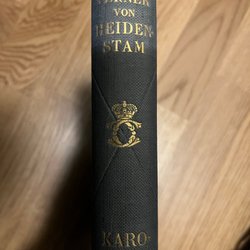 VERNER
VON
HEIDEN-
STAM
KARO-